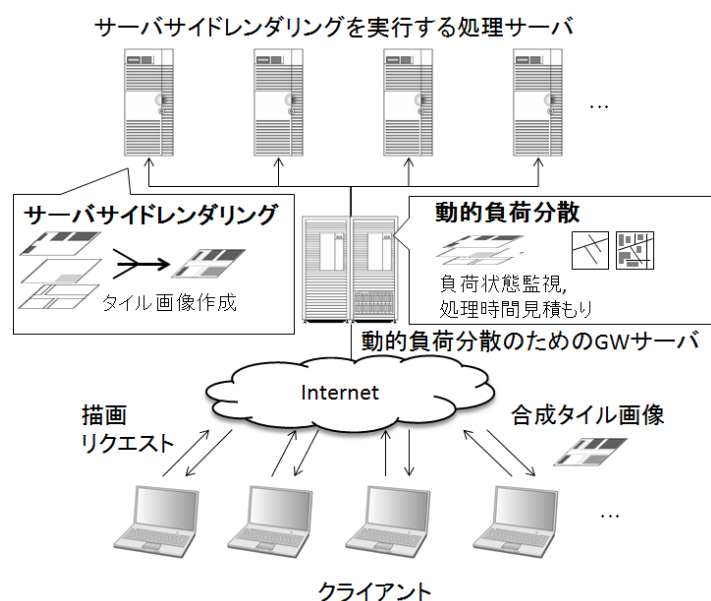 サーバサイドレンダリングを実行する処理サーバ
…
サーバサイドレンダリング
タイル画像作成
動的負荷分散
負荷状態監視,
処理時間見積もり
動的負荷分散のためのGWサーバ
Internet
描画
リクエスト
合成タイル画像
…
クライアント